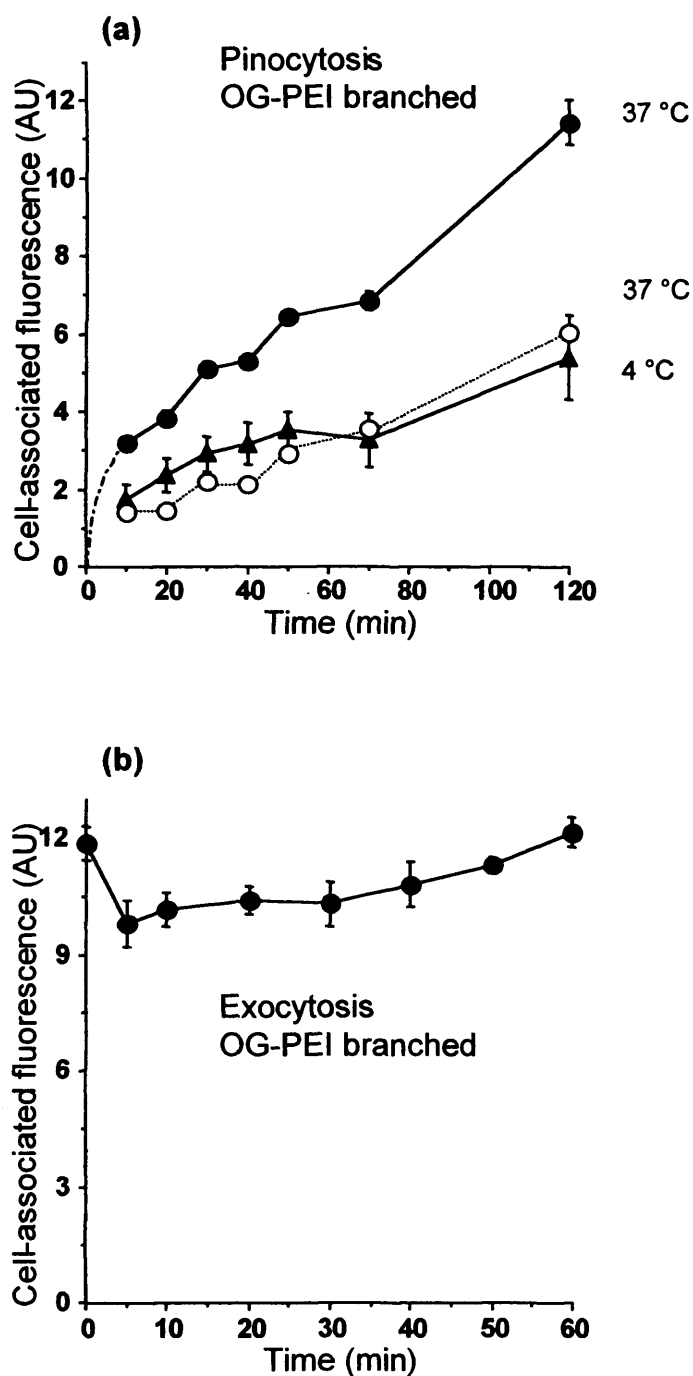 (a)
Pinocytosis
OG-PEI branched
Cell-associated fluorescence (AU)
12
10
8
6
4
2
0
37 °C
37 °C
4 °C
0 20 40 60 80 100 120
Time (min)
(b)
Cell-associated fluorescence (AU)
12
9
6
3
0
Exocytosis
OG-PEI branched
0 10 20 30 40 50 60
Time (min)